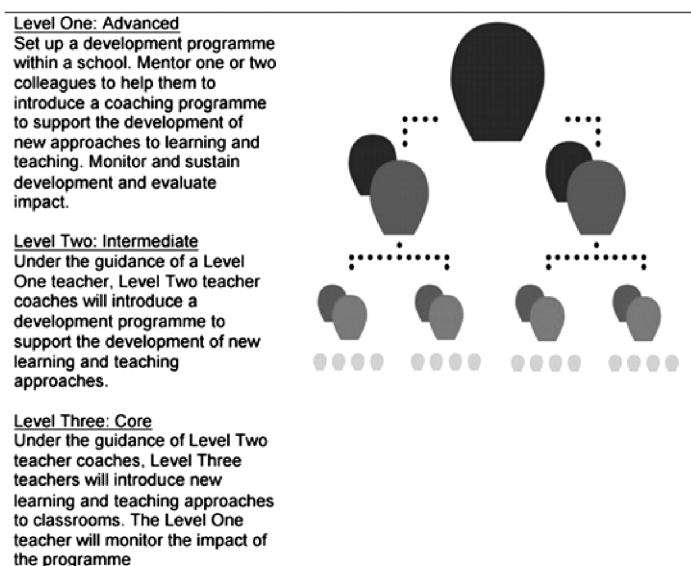 Level One: Advanced
Set up a development programme
within a school. Mentor one or two
colleagues to help them to
introduce a coaching programme
to support the development of
new approaches to learning and
teaching. Monitor and sustain
development and evaluate
impact.
Level Two: Intermediate
Under the guidance of a Level
One teacher, Level Two teacher
coaches will introduce a
development programme to
support the development of new
learning and teaching
approaches.
Level Three: Core
Under the guidance of Level Two
teacher coaches, Level Three
teachers will introduce new
learning and teaching approaches
to classrooms. The Level One
teacher will monitor the impact of
the programme